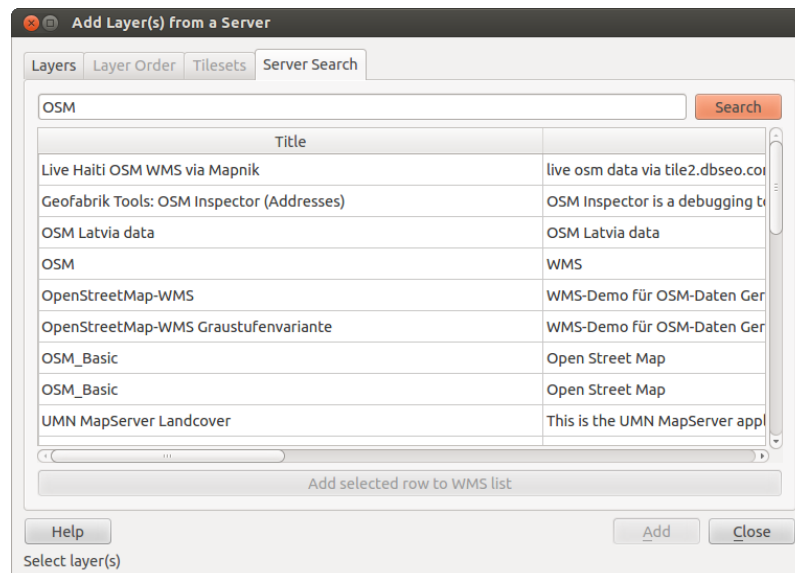 Add Layer(s) from a Server
Layers Layer Order Tilesets Server Search
OSM Search
Title
Live Haiti OSM WMS via Mapnik live osm data via tile2.dbseo.co
Geofabrik Tools: OSM Inspector (Addresses) OSM Inspector is a debugging t
OSM Latvia data OSM Latvia data
OSM WMS
OpenStreetMap-WMS WMS-Demo für OSM-Daten Ger
OpenStreetMap-WMS Graustufenvariante WMS-Demo für OSM-Daten Ger
OSM_Basic Open Street Map
OSM_Basic Open Street Map
UMN MapServer Landcover This is the UMN MapServer appl
Add selected row to WMS list
Help Add Close
Select layer(s)